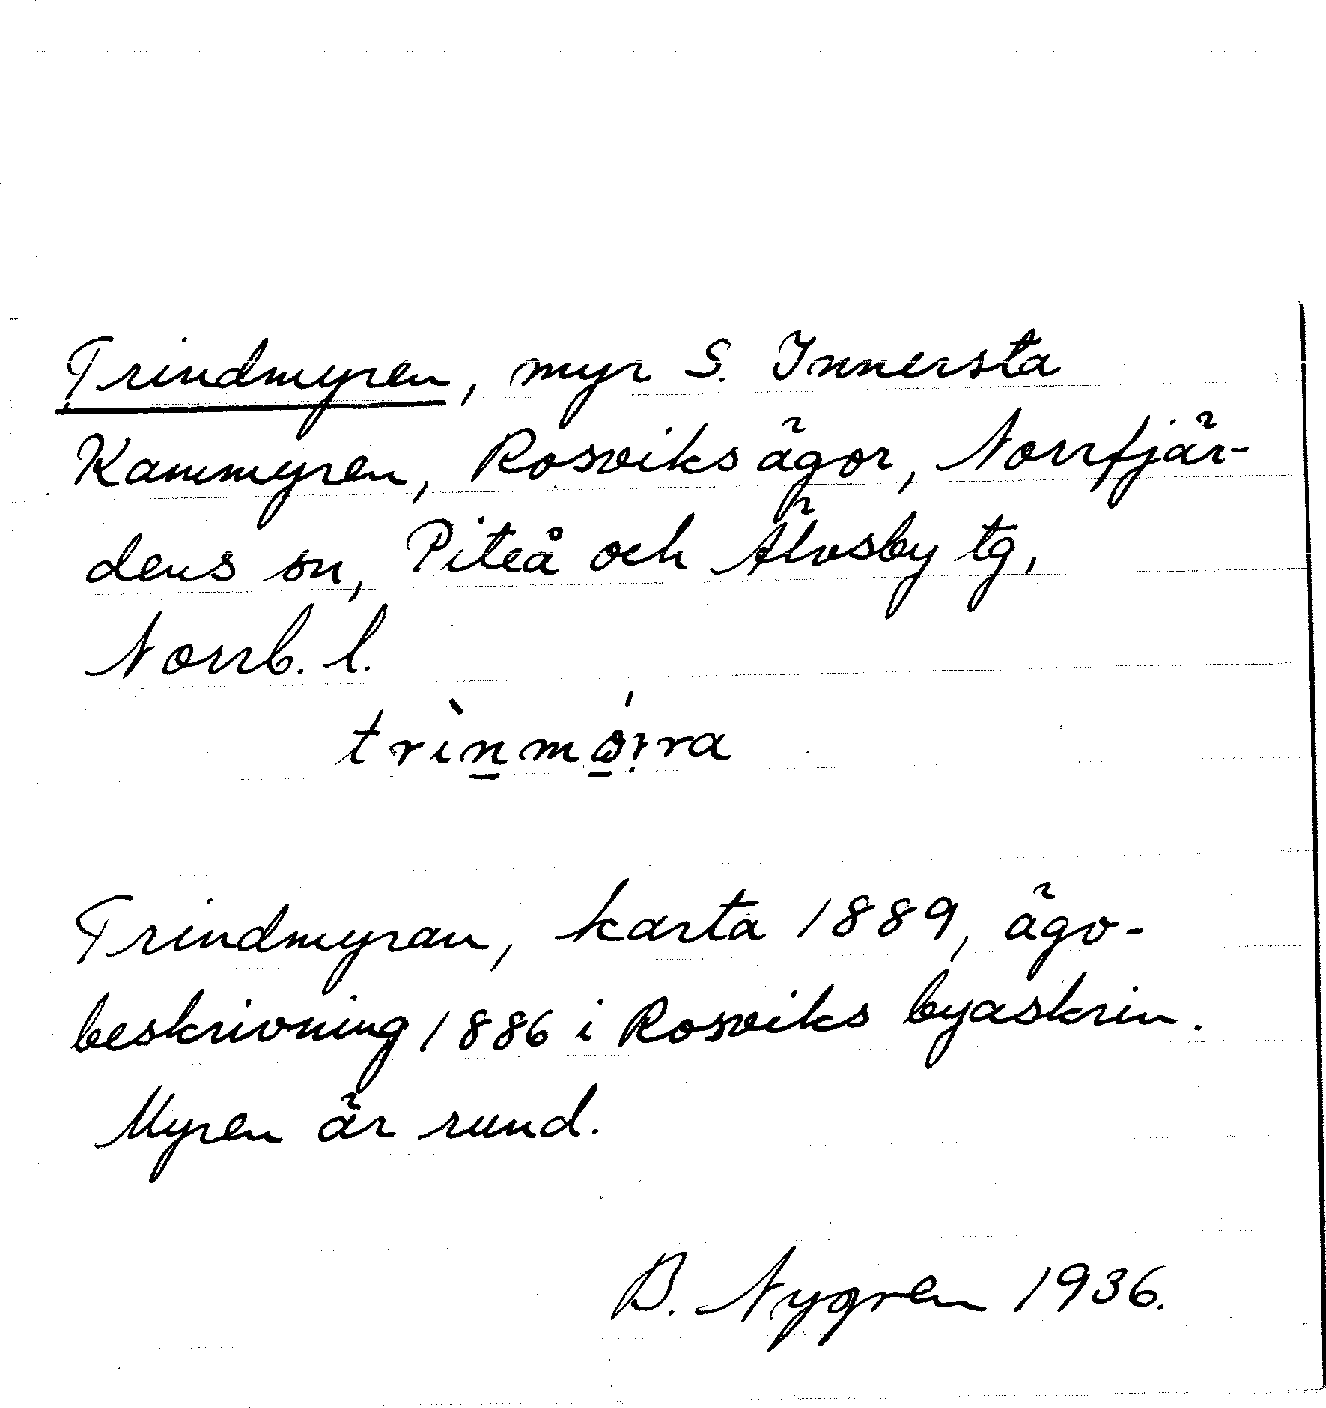 Trindmyren, myr S. Innersta
Kammyren, Rosviks ägor, Norrfjär-
dens sn, Piteå och Älvsby tg,
Norrb. l.
Trindmyran, karta 1889, ägo-
beskrivning 1886 i Rosviks byaskrin.
Myren är rund.
B. Nygren 1936.